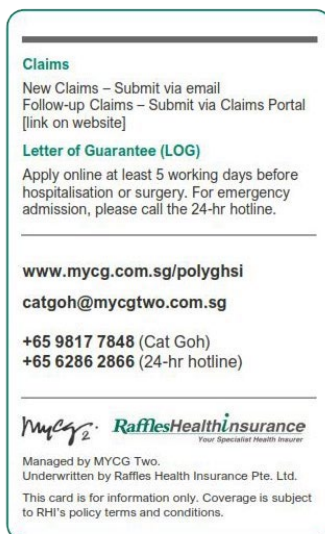 Claims
New Claims – Submit via email
Follow-up Claims – Submit via Claims Portal
[link on website]
Letter of Guarantee (LOG)
Apply online at least 5 working days before
hospitalisation or surgery. For emergency
admission, please call the 24-hr hotline.
www.mycg.com.sg/polyghsi
catgoh@mycgtwo.com.sg
+65 9817 7848 (Cat Goh)
+65 6286 2866 (24-hr hotline)
MyCg 2. RafflesHealthinsurance
Your Specialist Health Insurer
Managed by MYCG Two.
Underwritten by Raffles Health Insurance Pte. Ltd.
This card is for information only. Coverage is subject
to RHI's policy terms and conditions.